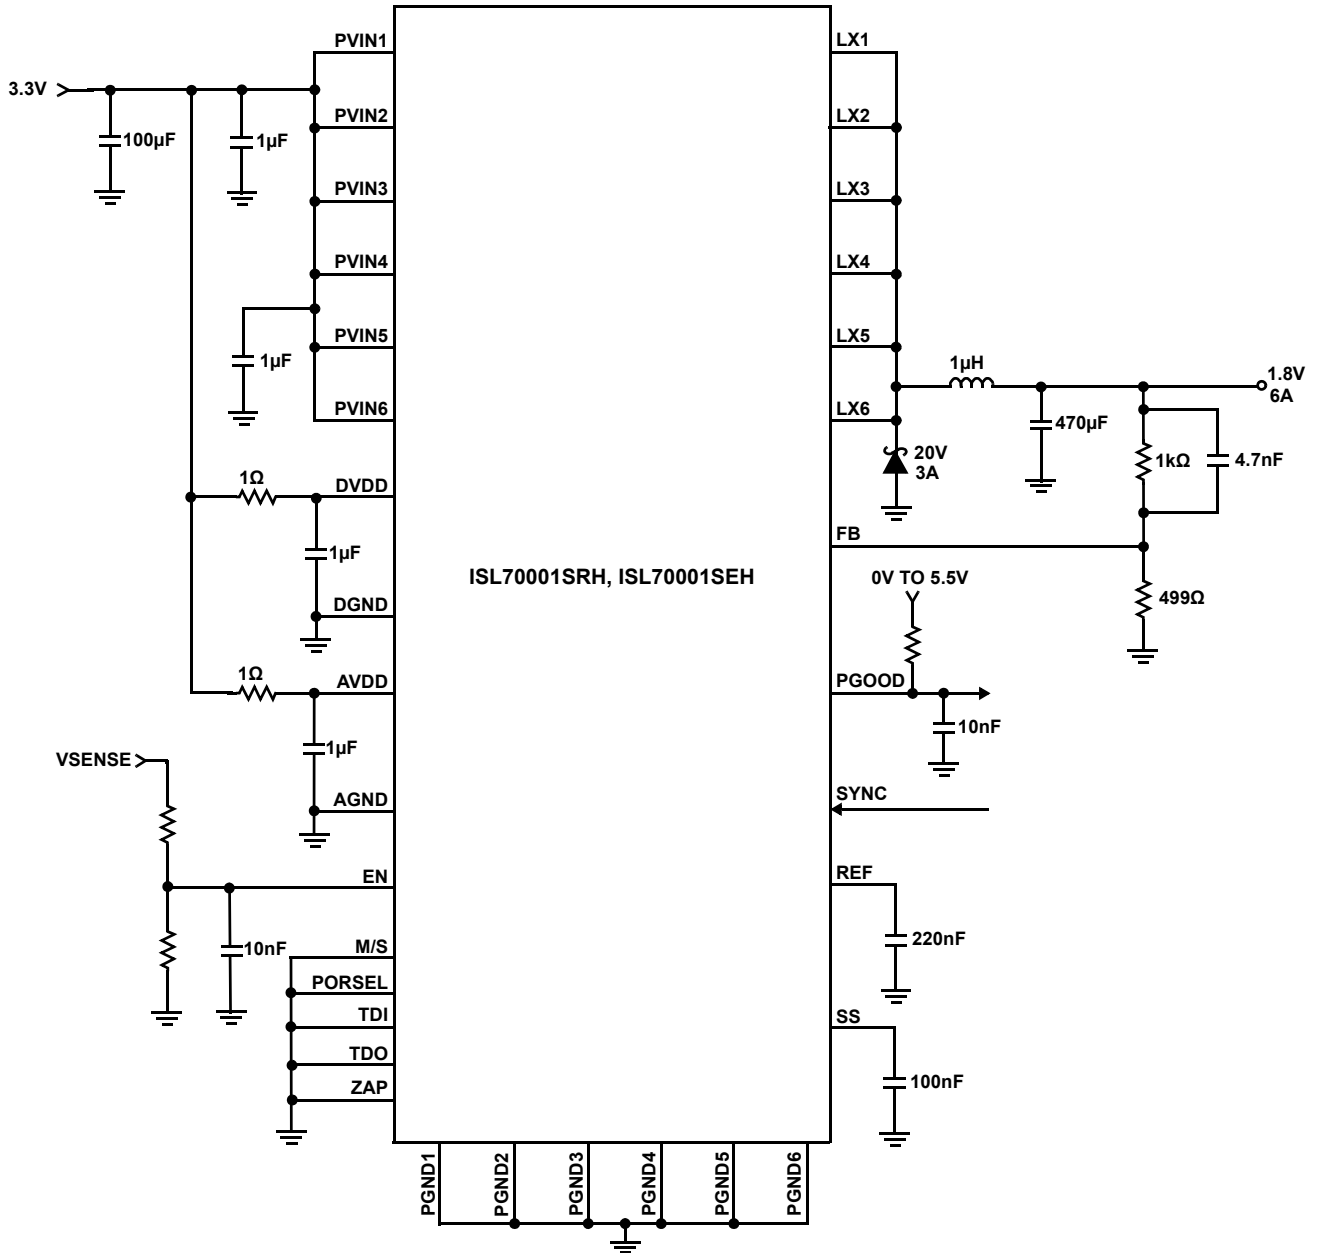 PVIN1
LX1
3.3V
PVIN2
LX2
100µF
1µF
PVIN3
LX3
PVIN4
LX4
PVIN5
LX5
1µF
1µH
1.8V
6A
PVIN6
LX6
470µF
20V
3A
1kΩ
4.7nF
1Ω
DVDD
FB
1µF
ISL70001SRH, ISL70001SEH
0V TO 5.5V
DGND
499Ω
1Ω
AVDD
PGOOD
10nF
1µF
VSENSE
SYNC
AGND
EN
REF
10nF
M/S
220nF
PORSEL
TDI
SS
TDO
ZAP
100nF
PGND1
PGND2
PGND3
PGND4
PGND5
PGND6